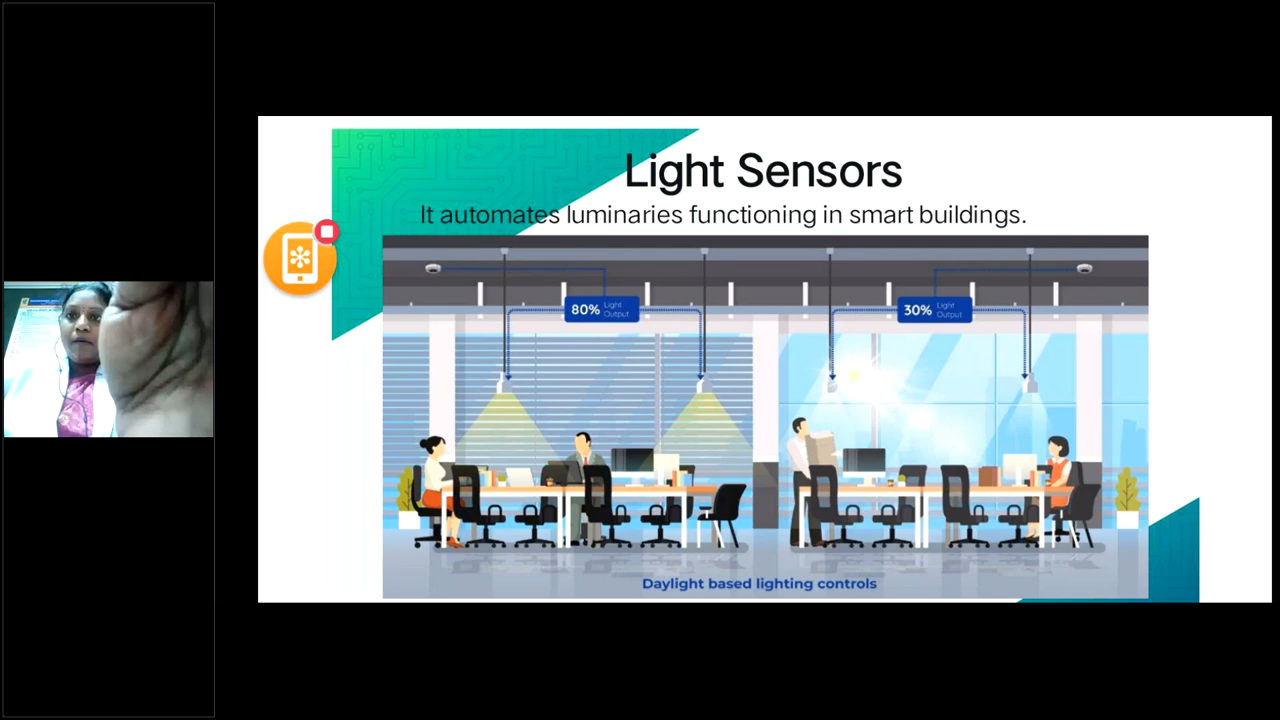 Light Sensors
It automates luminaries functioning in smart buildings.
80% Light Output
30% Light Output
Daylight based lighting controls